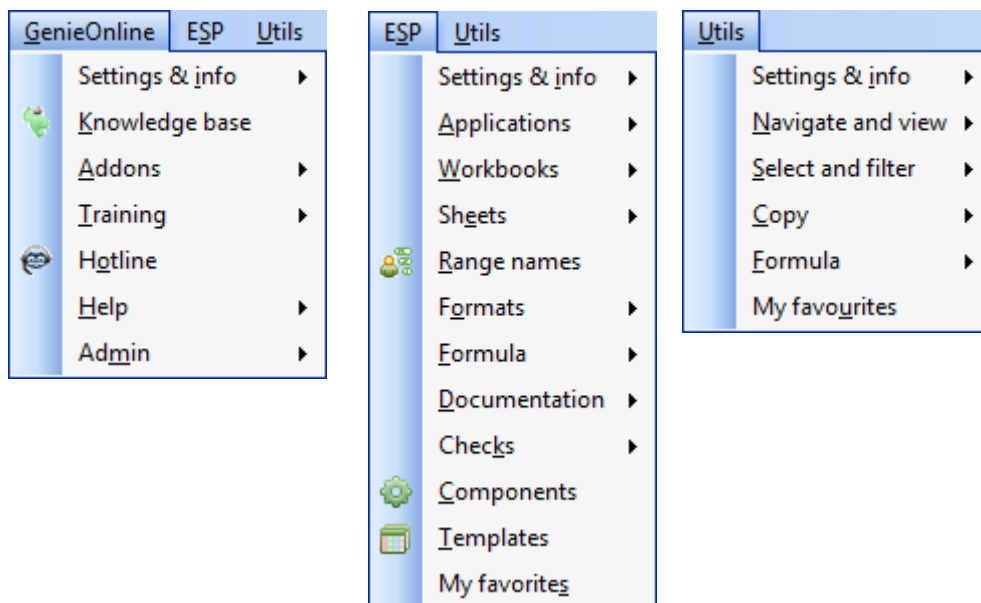 GenieOnline ESP Utils
Settings & info
Knowledge base
Addons
Training
Hotline
Help
Admin
ESP Utils
Settings & info
Applications
Workbooks
Sheets
Range names
Formats
Formula
Documentation
Checks
Components
Templates
My favorites
Utils
Settings & info
Navigate and view
Select and filter
Copy
Formula
My favourites